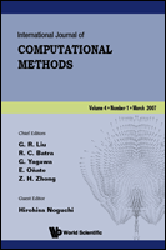 International Journal of
COMPUTATIONAL
METHODS
Volume 4 • Number 1 • March 2007
Chief Editors
G. R. Liu
R. C. Batra
G. Yagawa
E. Oñate
Z. H. Zhong
Guest Editor
Hirohisa Noguchi
World Scientific